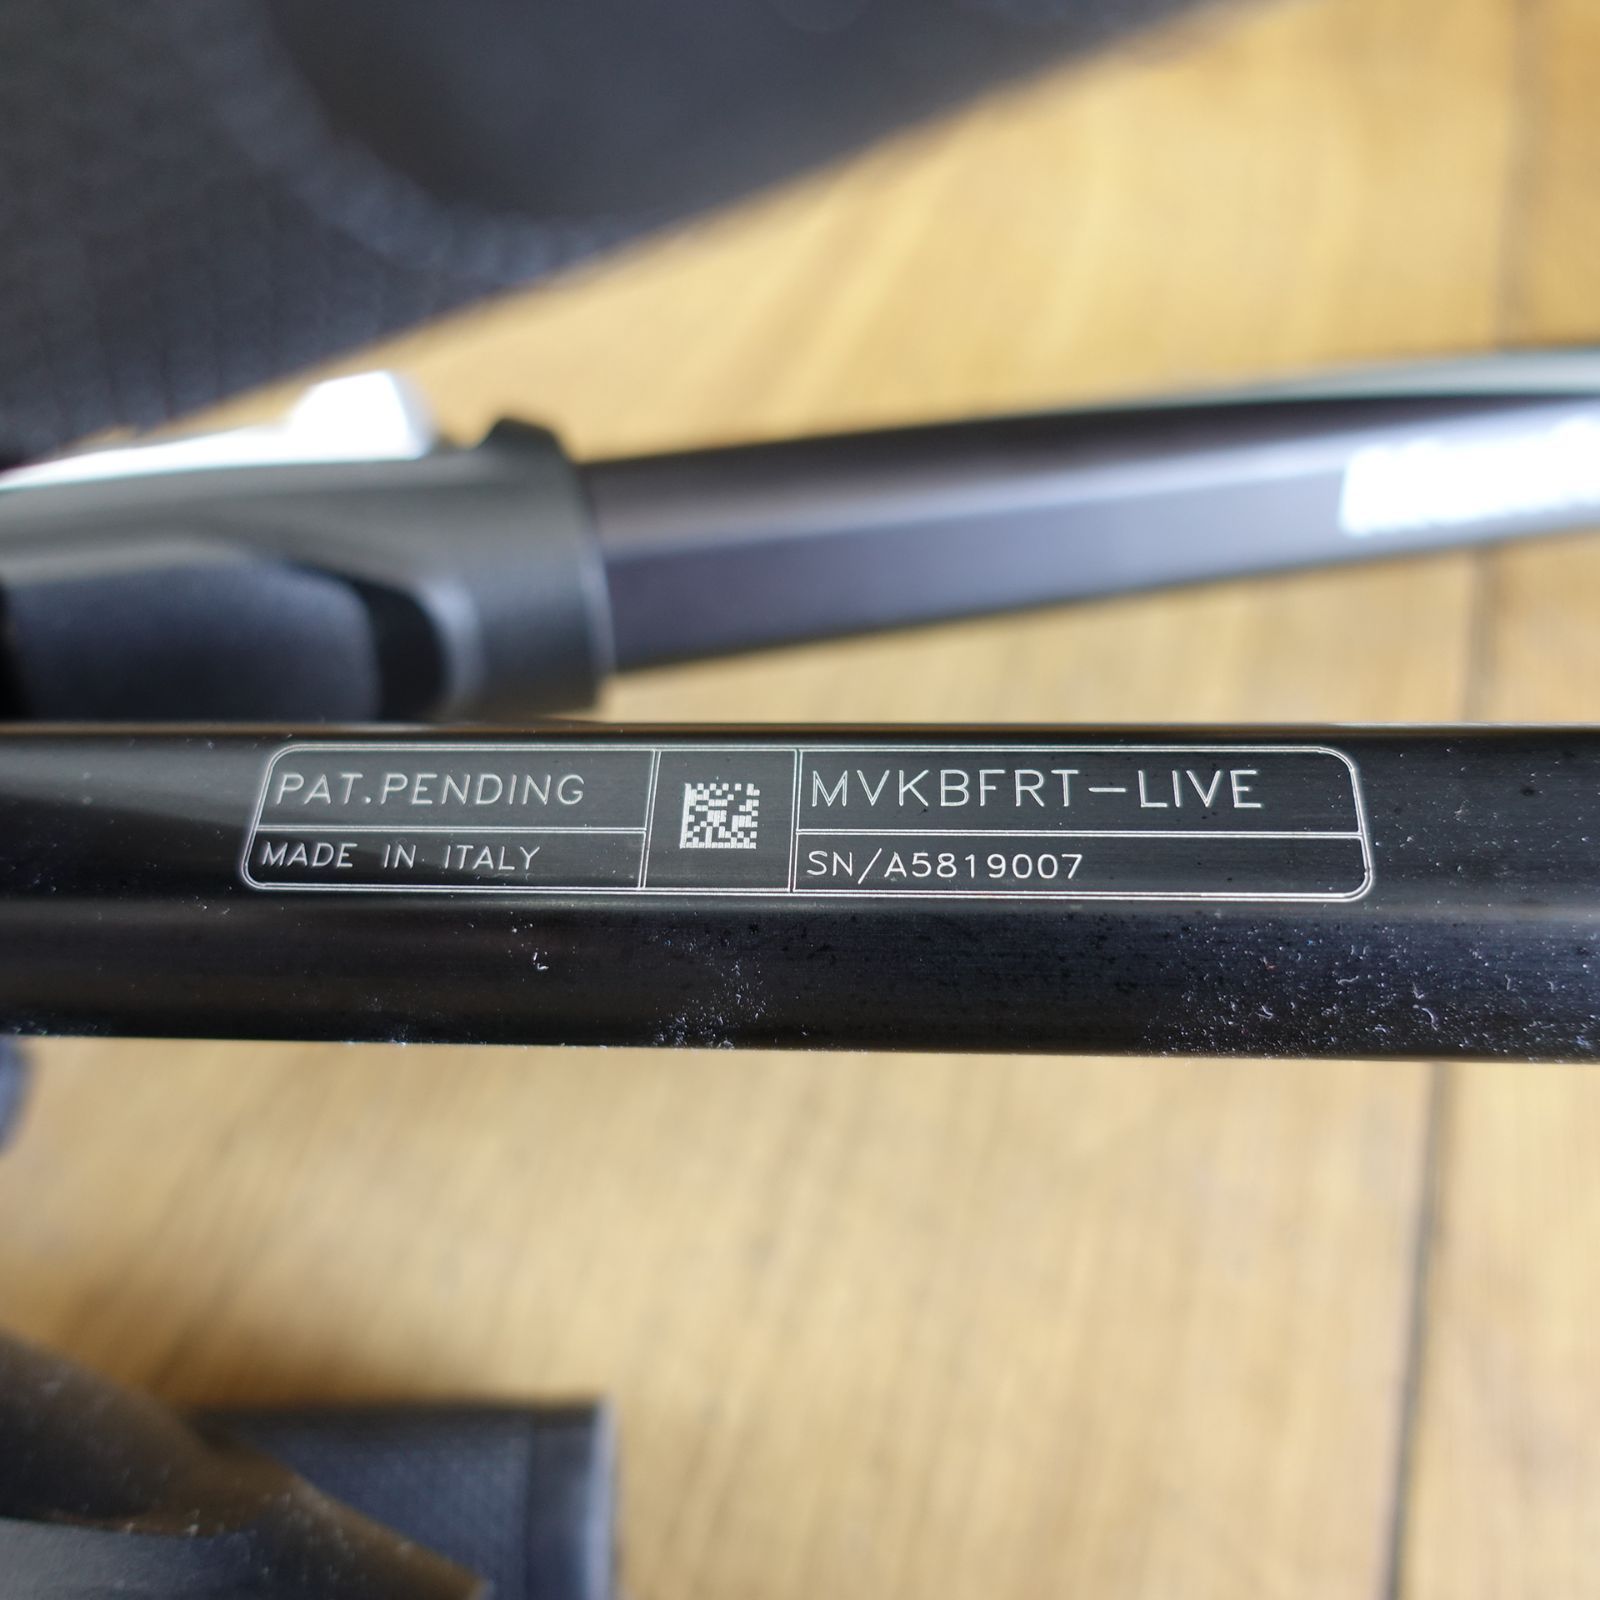 PAT.PENDING
MADE IN ITALY
MVKBFRT-LIVE
SN/A5819007